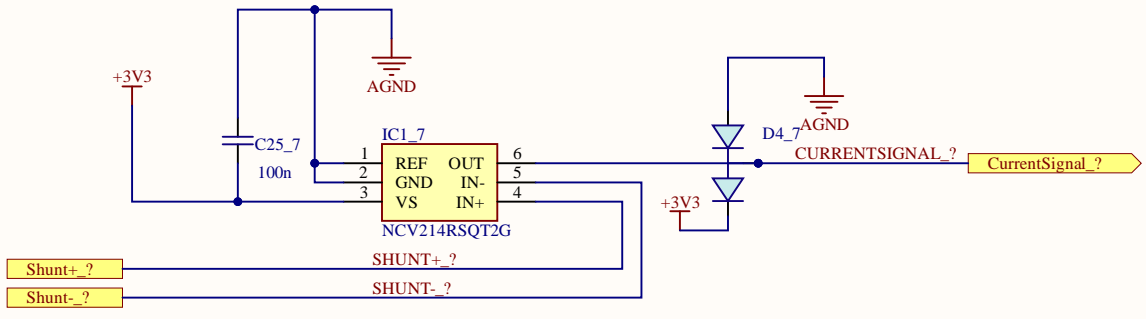 +3V3
AGND
IC1_7
C25_7
100n
1 REF OUT 6
2 GND IN- 5
3 VS IN+ 4
NCV214RSQT2G
D4_7
AGND
CURRENTSIGNAL_?
CurrentSignal_?
+3V3
Shunt+_?
SHUNT+_?
Shunt-_?
SHUNT-_?